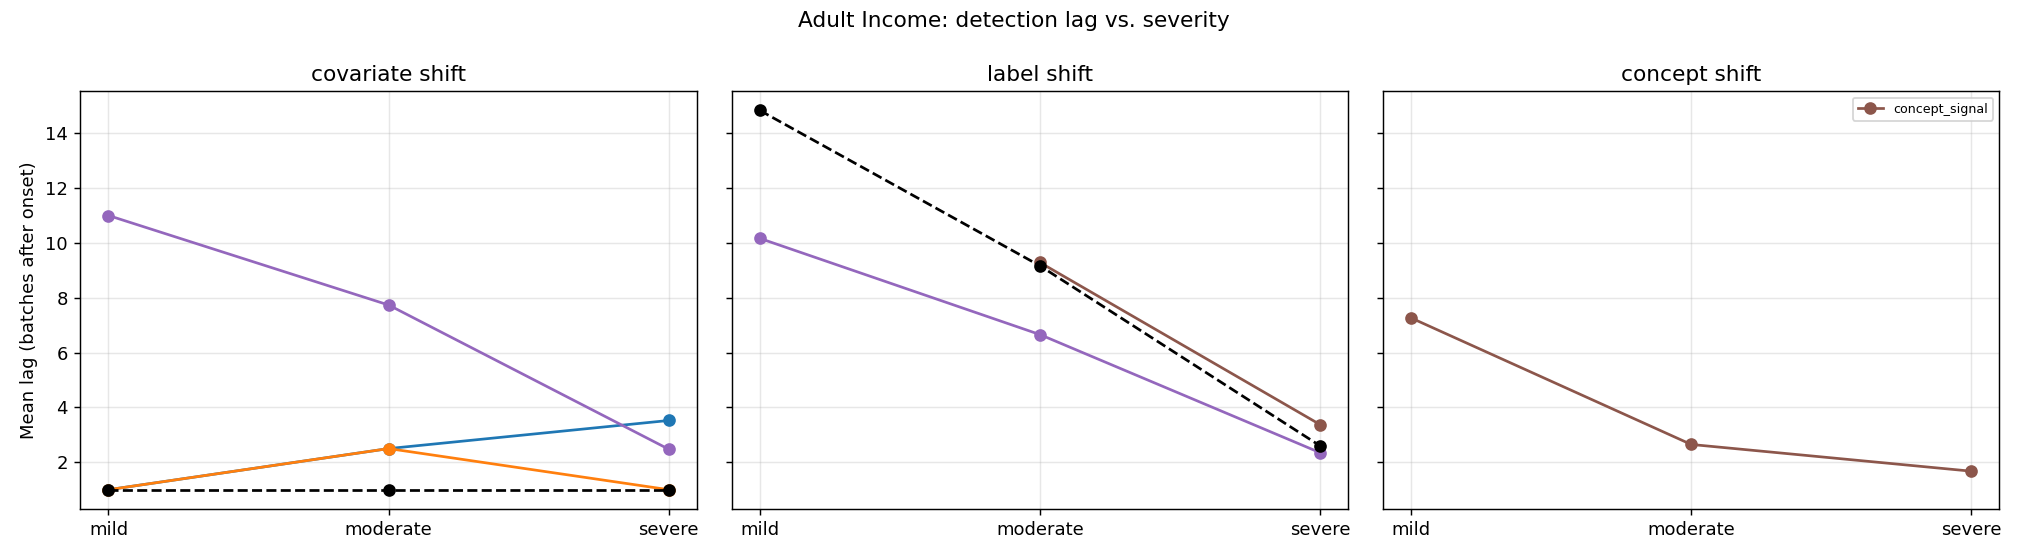 Adult Income: detection lag vs. severity
covariate shift
label shift
concept shift
Mean lag (batches after onset)
14
12
10
8
6
4
2
concept_signal
mild
moderate
severe
mild
moderate
severe
mild
moderate
severe